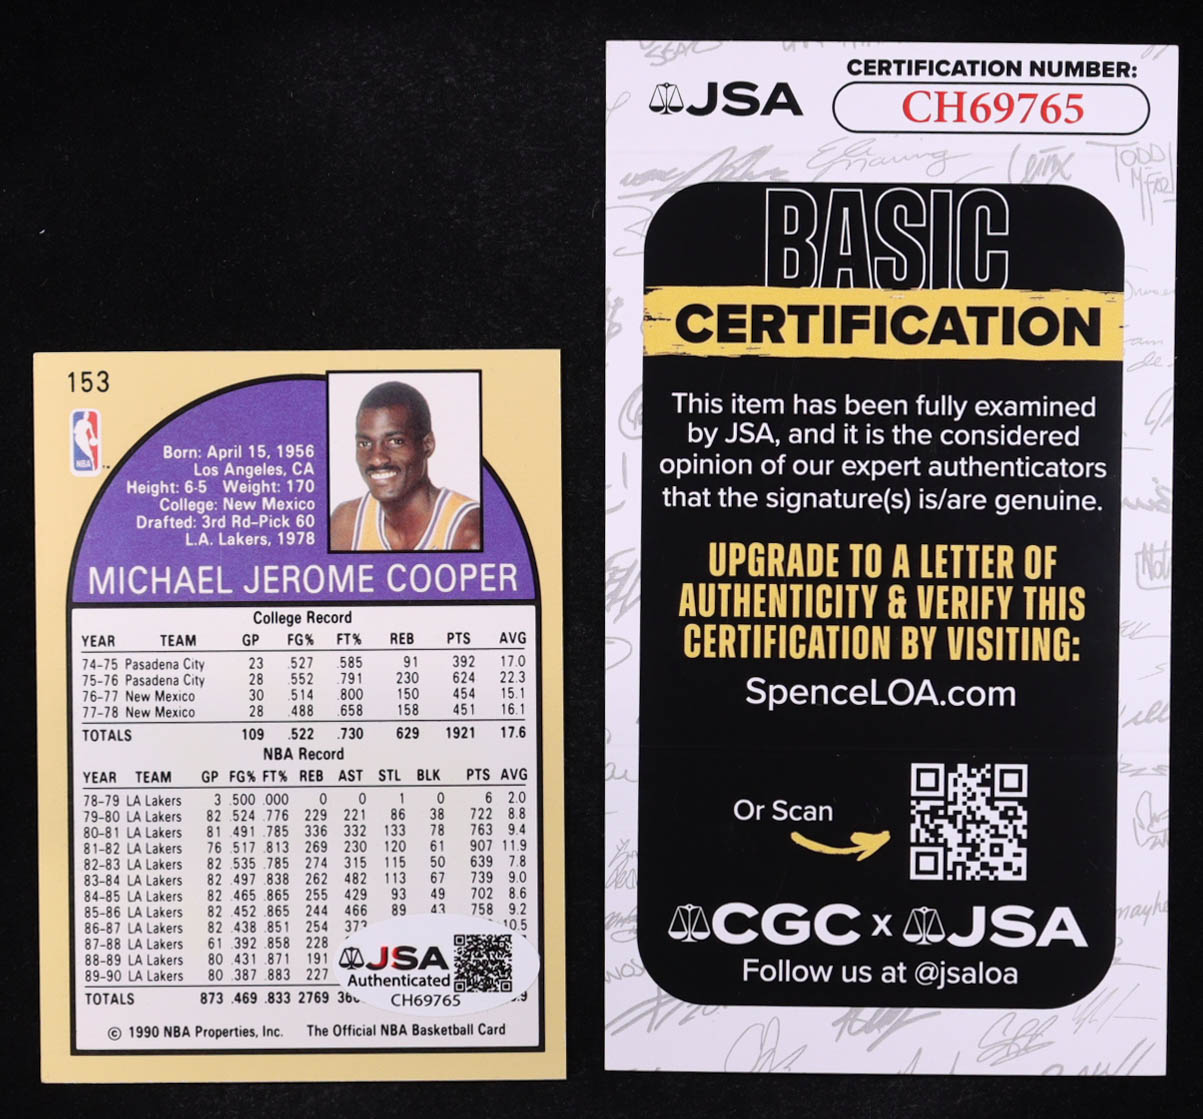 153
NBA
Born: April 15, 1956
Los Angeles, CA
Height: 6-5 Weight: 170
College: New Mexico
Drafted: 3rd Rd-Pick 60
L.A. Lakers, 1978
MICHAEL JEROME COOPER
College Record
YEAR TEAM GP FG% FT% REB PTS AVG
74-75 Pasadena City 23 .527 .585 91 392 17.0
75-76 Pasadena City 28 .552 .791 230 624 22.3
76-77 New Mexico 30 .514 .800 150 454 15.1
77-78 New Mexico 28 .488 .658 158 451 16.1
TOTALS 109 .522 .730 629 1921 17.6
NBA Record
YEAR TEAM GP FG% FT% REB AST STL BLK PTS AVG
78-79 LA Lakers 3 .500 .000 0 0 1 0 6 2.0
79-80 LA Lakers 82 .524 .776 229 221 86 38 722 8.8
80-81 LA Lakers 81 .491 .785 336 332 133 78 763 9.4
81-82 LA Lakers 76 .517 .813 269 230 120 61 907 11.9
82-83 LA Lakers 82 .535 .785 274 315 115 50 639 7.8
83-84 LA Lakers 82 .497 .838 262 482 113 67 739 9.0
84-85 LA Lakers 82 .465 .865 255 429 93 49 702 8.6
85-86 LA Lakers 82 .452 .865 244 466 89 43 758 9.2
86-87 LA Lakers 82 .438 .851 254 373 10.5
87-88 LA Lakers 61 .392 .858 228
88-89 LA Lakers 80 .431 .871 191
89-90 LA Lakers 80 .387 .883 227
TOTALS 873 .469 .833 2769
JSA
Authenticated
CH69765
© 1990 NBA Properties, Inc. The Official NBA Basketball Card
JSA
CERTIFICATION NUMBER:
CH69765
BASIC
CERTIFICATION
This item has been fully examined
by JSA, and it is the considered
opinion of our expert authenticators
that the signature(s) is/are genuine.
UPGRADE TO A LETTER OF
AUTHENTICITY & VERIFY THIS
CERTIFICATION BY VISITING:
SpenceLOA.com
Or Scan
CGC x JSA
Follow us at @jsaloa